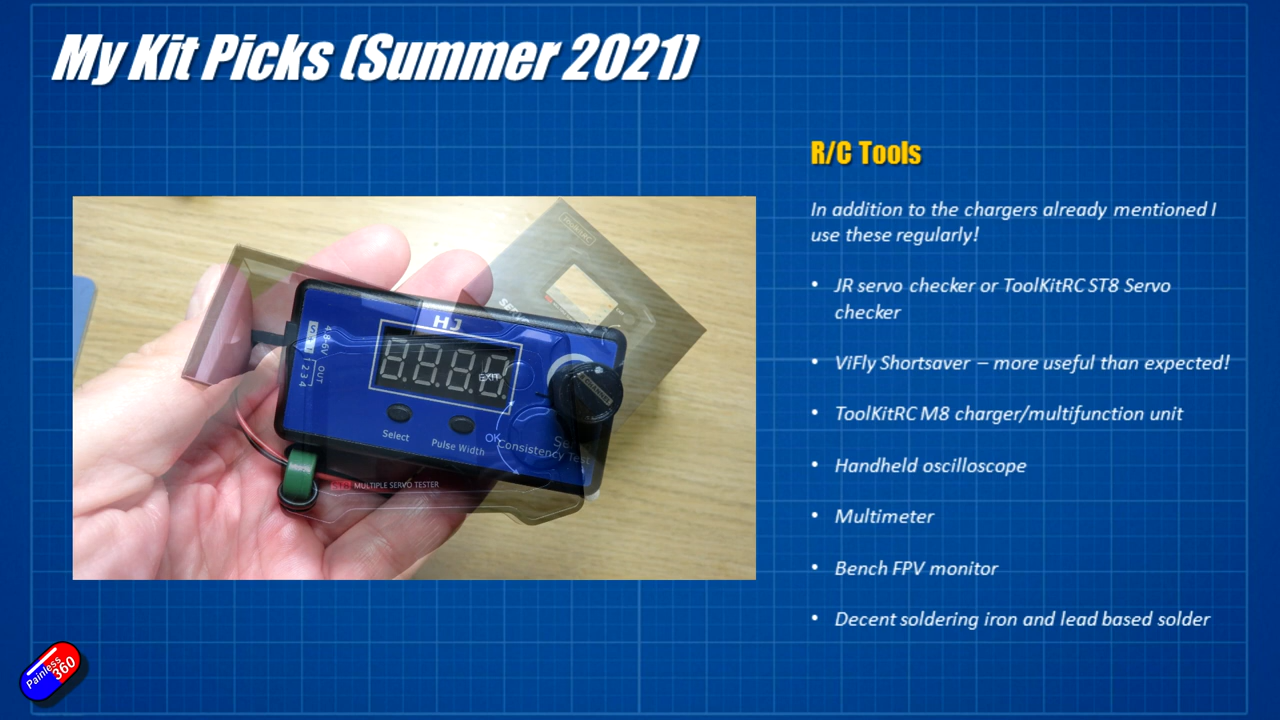 My Kit Picks (Summer 2021)
R/C Tools
In addition to the chargers already mentioned I
use these regularly!
• JR servo checker or ToolKitRC ST8 Servo
checker
• ViFly Shortsaver – more useful than expected!
• ToolKitRC M8 charger/multifunction unit
• Handheld oscilloscope
• Multimeter
• Bench FPV monitor
• Decent soldering iron and lead based solder
HJ
4.8-6V
OUT
1 2 3 4
8.8.8.8.
EXIT
Select
Pulse Width
OK
Consistency
MULTIPLE SERVO TESTER
Painless
360